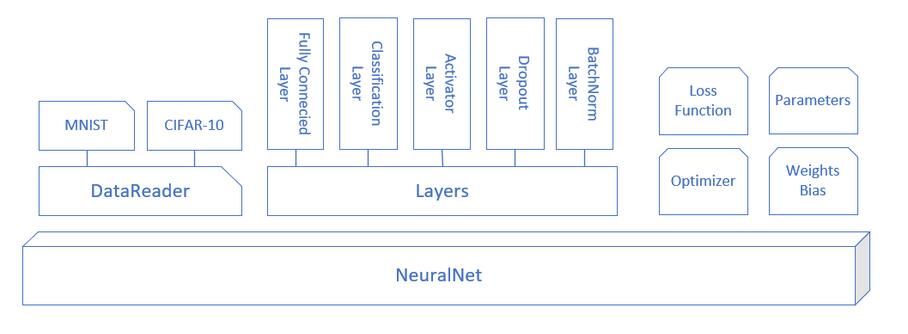 Fully Connecied
Layer
Classification
Layer
Activator
Layer
Dropout
Layer
BatchNorm
Layer
MNIST
CIFAR-10
Loss
Function
Parameters
DataReader
Layers
Optimizer
Weights
Bias
NeuralNet